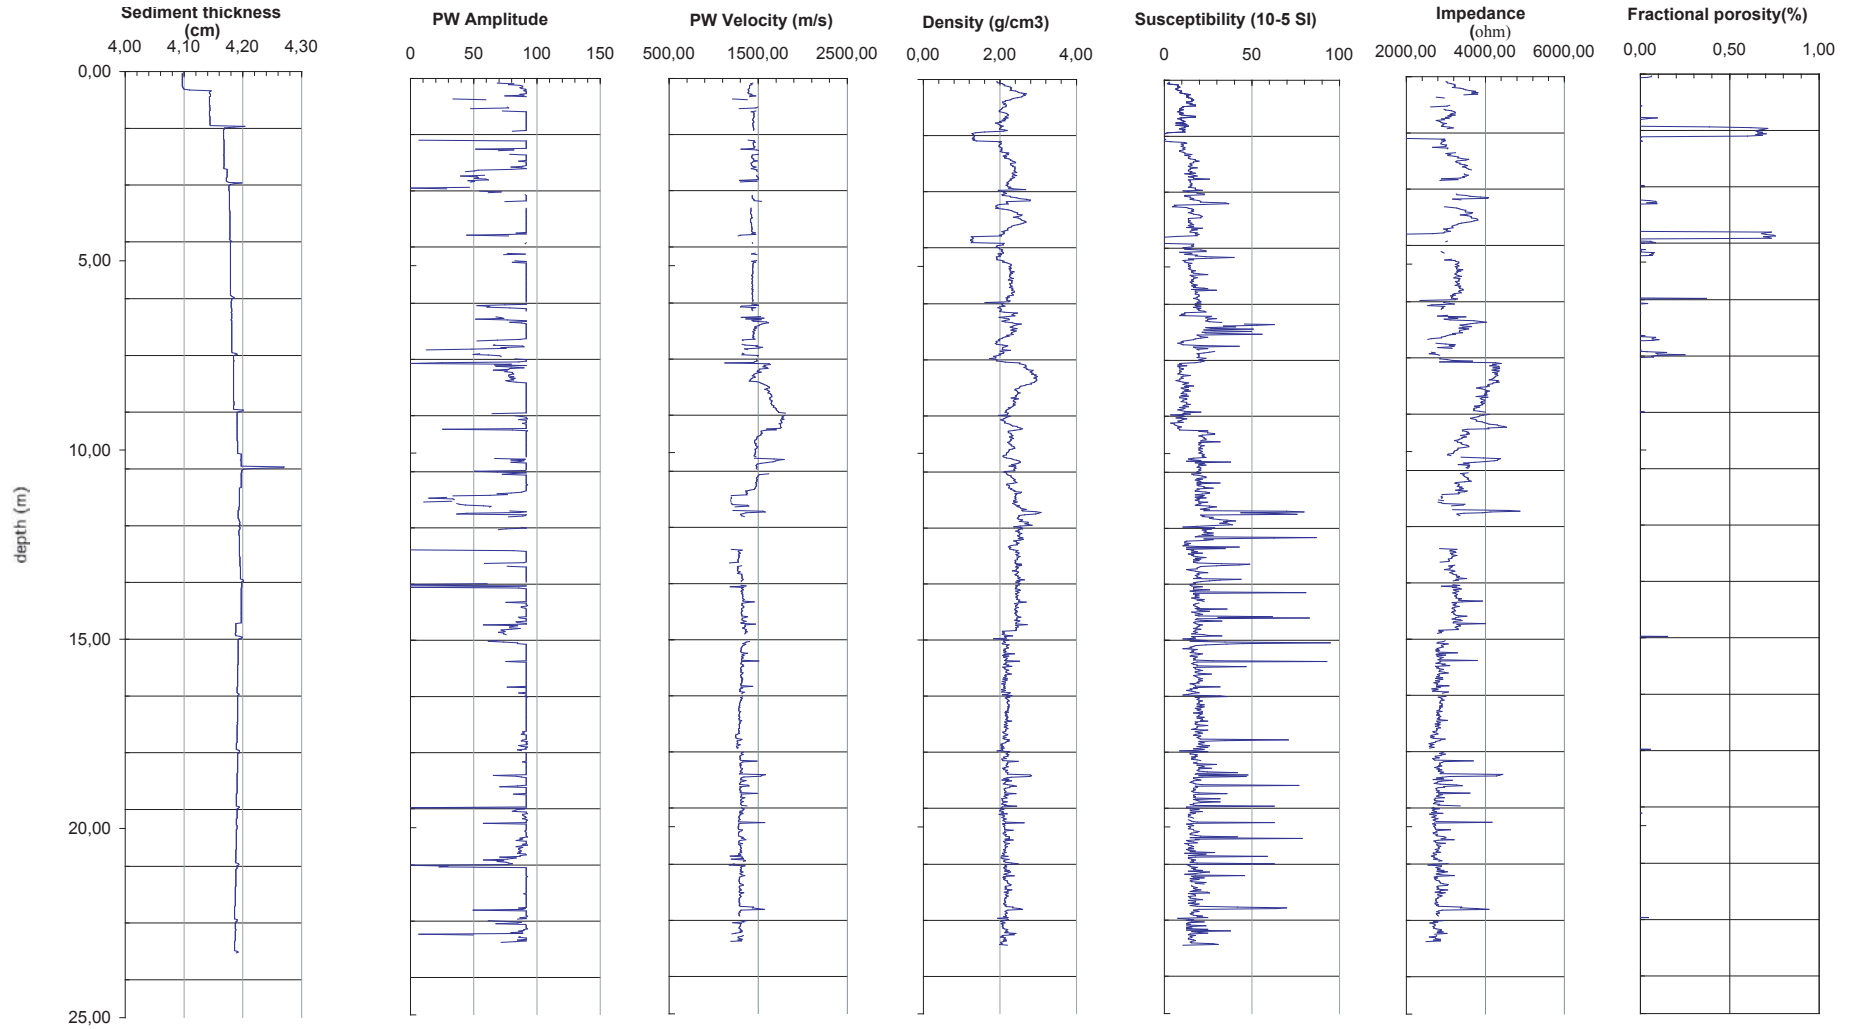 Sediment thickness
(cm)
4,00 4,10 4,20 4,30
PW Amplitude
0 50 100 150
PW Velocity (m/s)
500,00 1500,00 2500,00
Density (g/cm3)
0,00 2,00 4,00
Susceptibility (10-5 SI)
0 50 100
Impedance
(ohm)
2000,00 4000,00 6000,00
Fractional porosity(%)
0,00 0,50 1,00
depth (m)
0,00
5,00
10,00
15,00
20,00
25,00